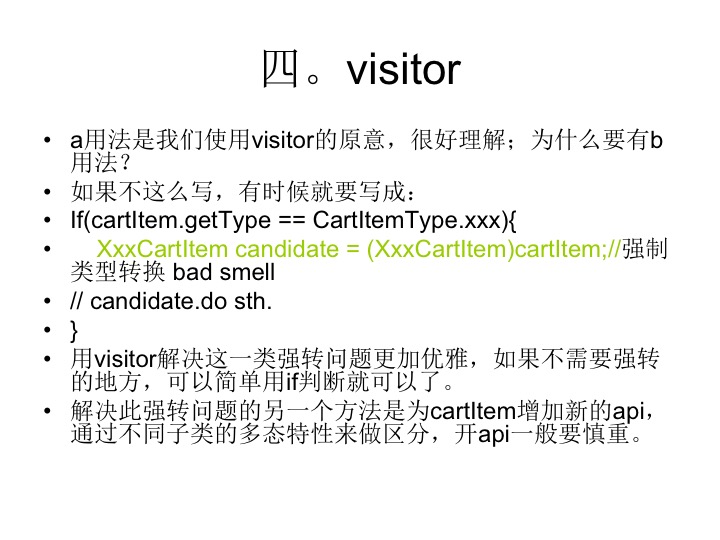 四。visitor
• a用法是我们使用visitor的原意，很好理解；为什么要有b
用法？
• 如果不这么写，有时候就要写成：
• If(cartItem.getType == CartItemType.xxx){
• XxxCartItem candidate = (XxxCartItem)cartItem;//强制
类型转换 bad smell
• // candidate.do sth.
• }
• 用visitor解决这一类强转问题更加优雅，如果不需要强转
的地方，可以简单用if判断就可以了。
• 解决此强转问题的另一个方法是为cartItem增加新的api，
通过不同子类的多态特性来做区分，开api一般要慎重。